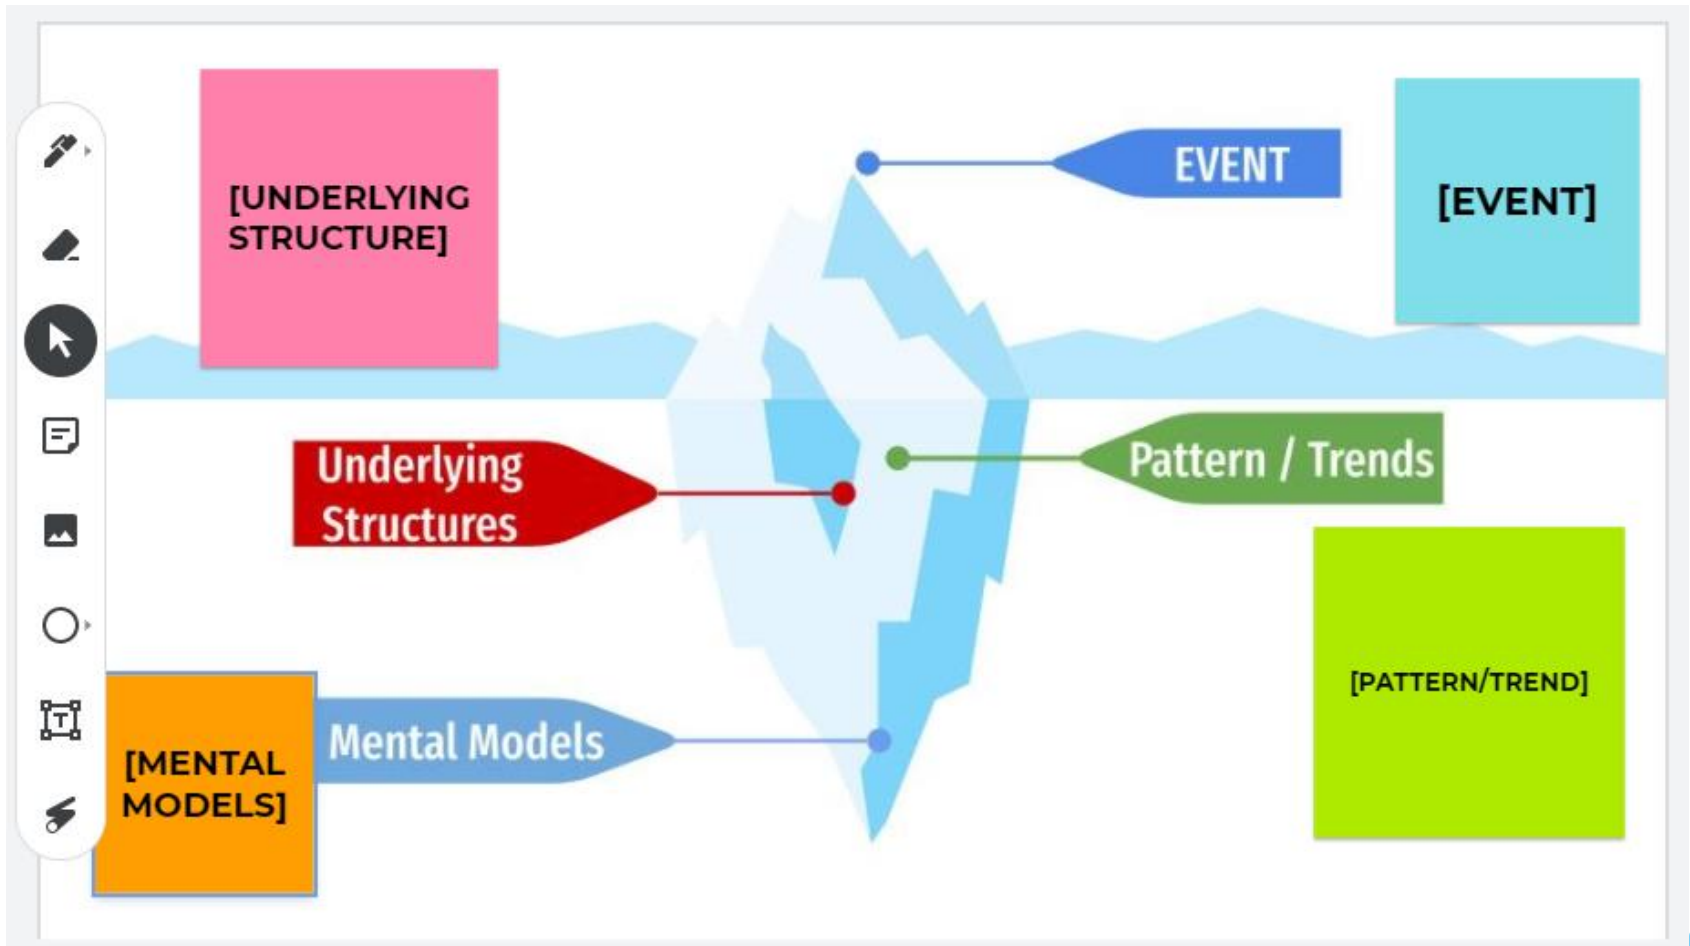 [UNDERLYING
STRUCTURE]
EVENT
[EVENT]
Underlying
Structures
Pattern / Trends
[PATTERN/TREND]
Mental Models
[MENTAL
MODELS]
T